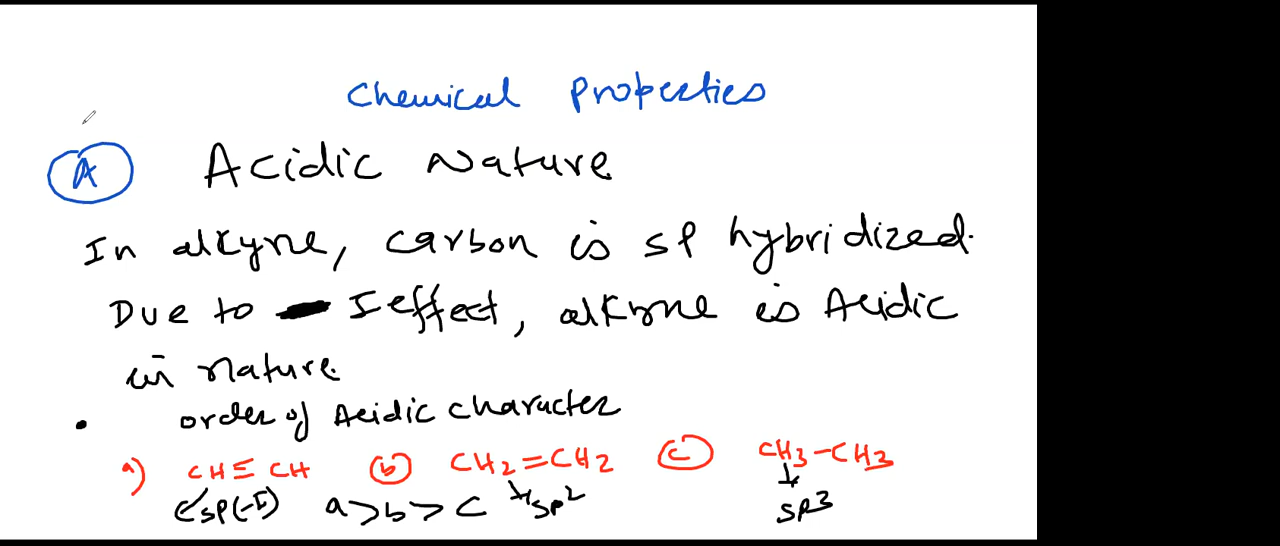 Chemical Properties
A Acidic Nature
In alkyne, carbon is sp hybridized.
Due to - I effect, alkyne is Acidic
in nature.
• order of Acidic character
a) CH≡CH (b) CH2=CH2 (c) CH3-CH3
sp(-I) a>b>c sp2 sp3